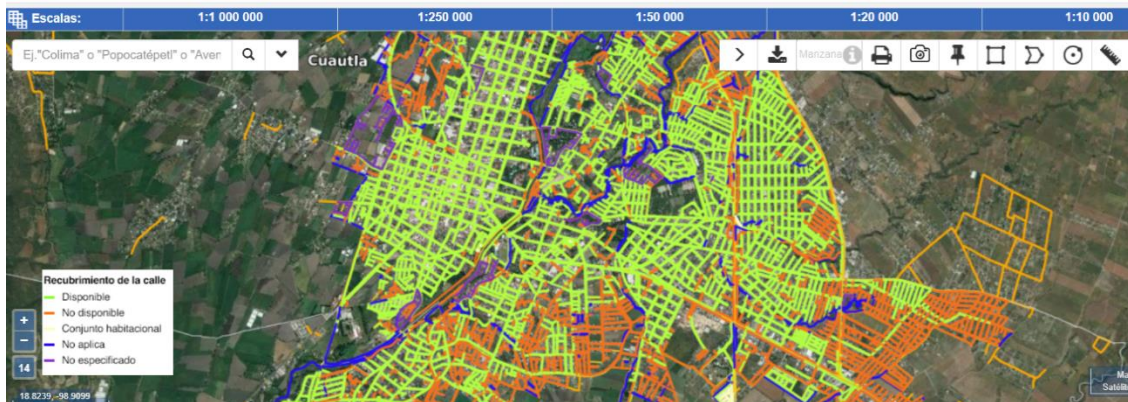 Escalas: 1:1 000 000 1:250 000 1:50 000 1:20 000 1:10 000
Ej."Colima" o "Popocatépetl" o "Aven
Manzana
Cuautla
Recubrimiento de la calle
Disponible
No disponible
Conjunto habitacional
No aplica
No especificado
+
−
14
18.8239,-98.9099
Ma
Satélit